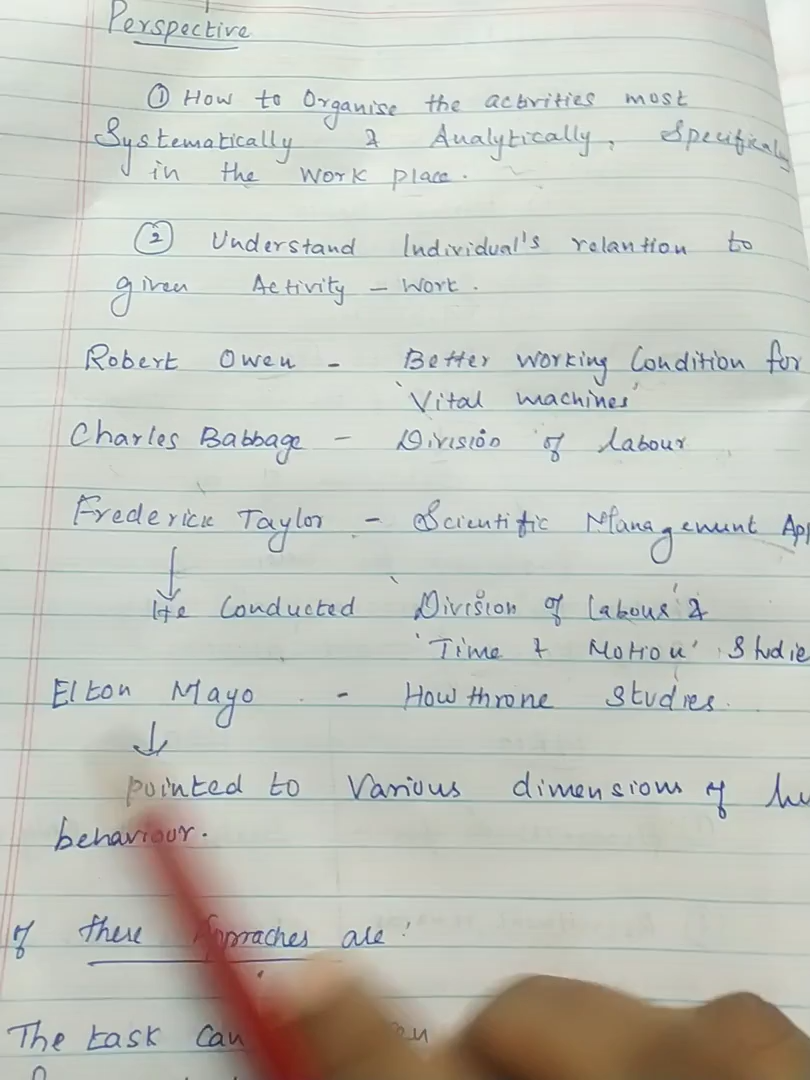 Perspective
① How to Organise the activities most
Systematically & Analytically, Specifically
in the work place.
② Understand Individual's relantion to
given Activity - Work.
Robert Owen - Better working Condition for
'Vital machines'
Charles Babbage - Division of labour
Frederick Taylor - Scientific Management
↓
He Conducted 'Division of Labour' &
'Time & Motion'
Elton Mayo - Howthrone Studies.
↓
pointed to Various dimensions of
behaviour.
of these Appraches are:
The task can